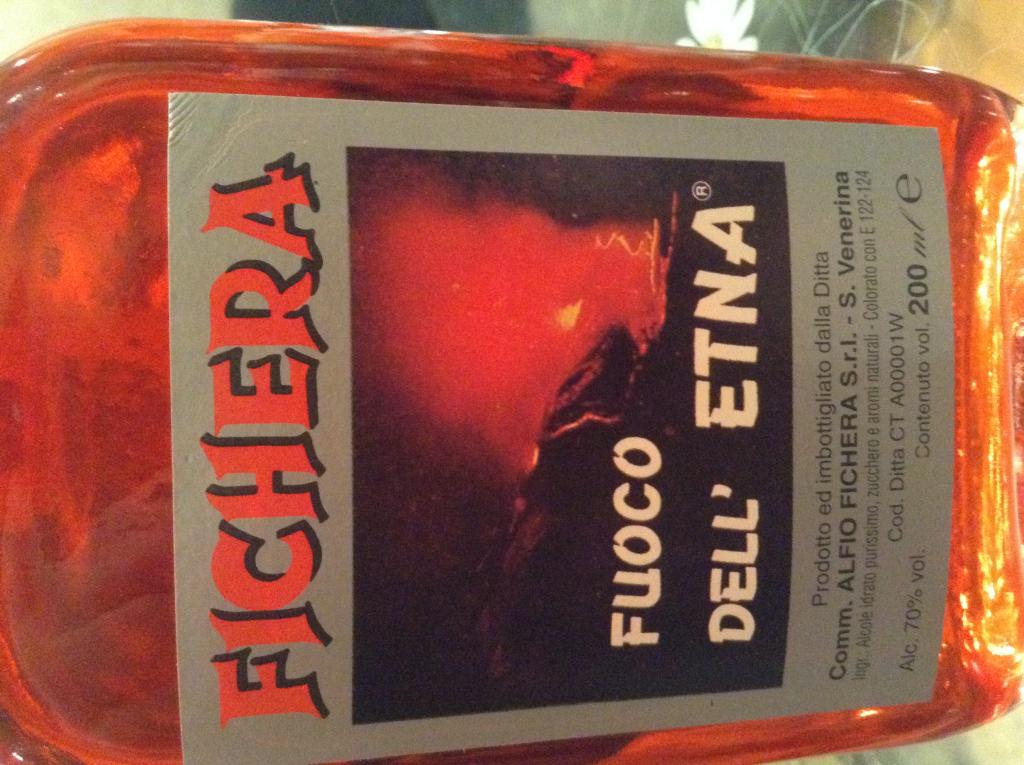 FICHERA
FUOCO
DELL' ETNA®
Prodotto ed imbottigliato dalla Ditta
Comm. ALFIO FICHERA S.r.l. - S. Venerina
Ingr.: Alcole idrato purissimo, zucchero e aromi naturali - Colorato con E 122-124
Cod. Ditta CT A00001W
Alc. 70% vol. Contenuto vol. 200 ml e